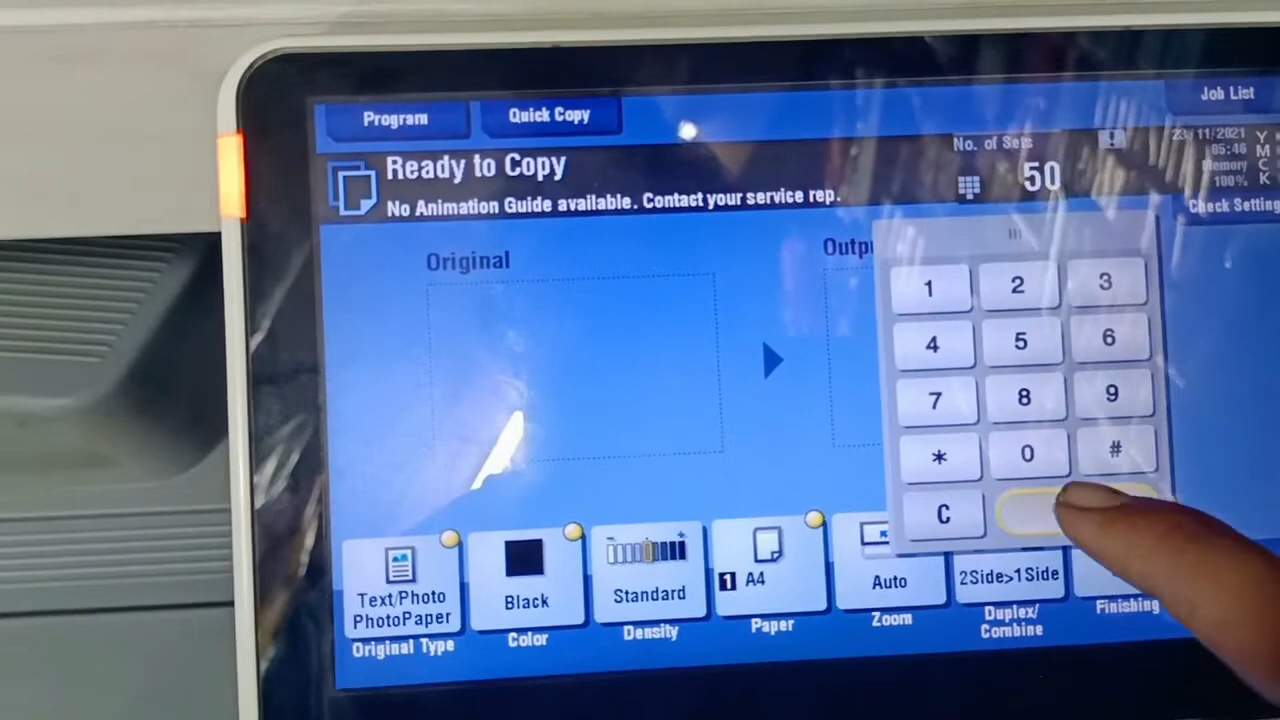 Program
Quick Copy
Job List
Ready to Copy
No Animation Guide available. Contact your service rep.
No. of Sets
50
23/11/2021
05:46
Memory
100%
Y
M
C
K
Check Setting
Original
1
2
3
4
5
6
7
8
9
*
0
#
C
Text/Photo
PhotoPaper
Original Type
Black
Color
Standard
Density
1 A4
Paper
Auto
Zoom
2Side>1Side
Duplex/
Combine
Finishing